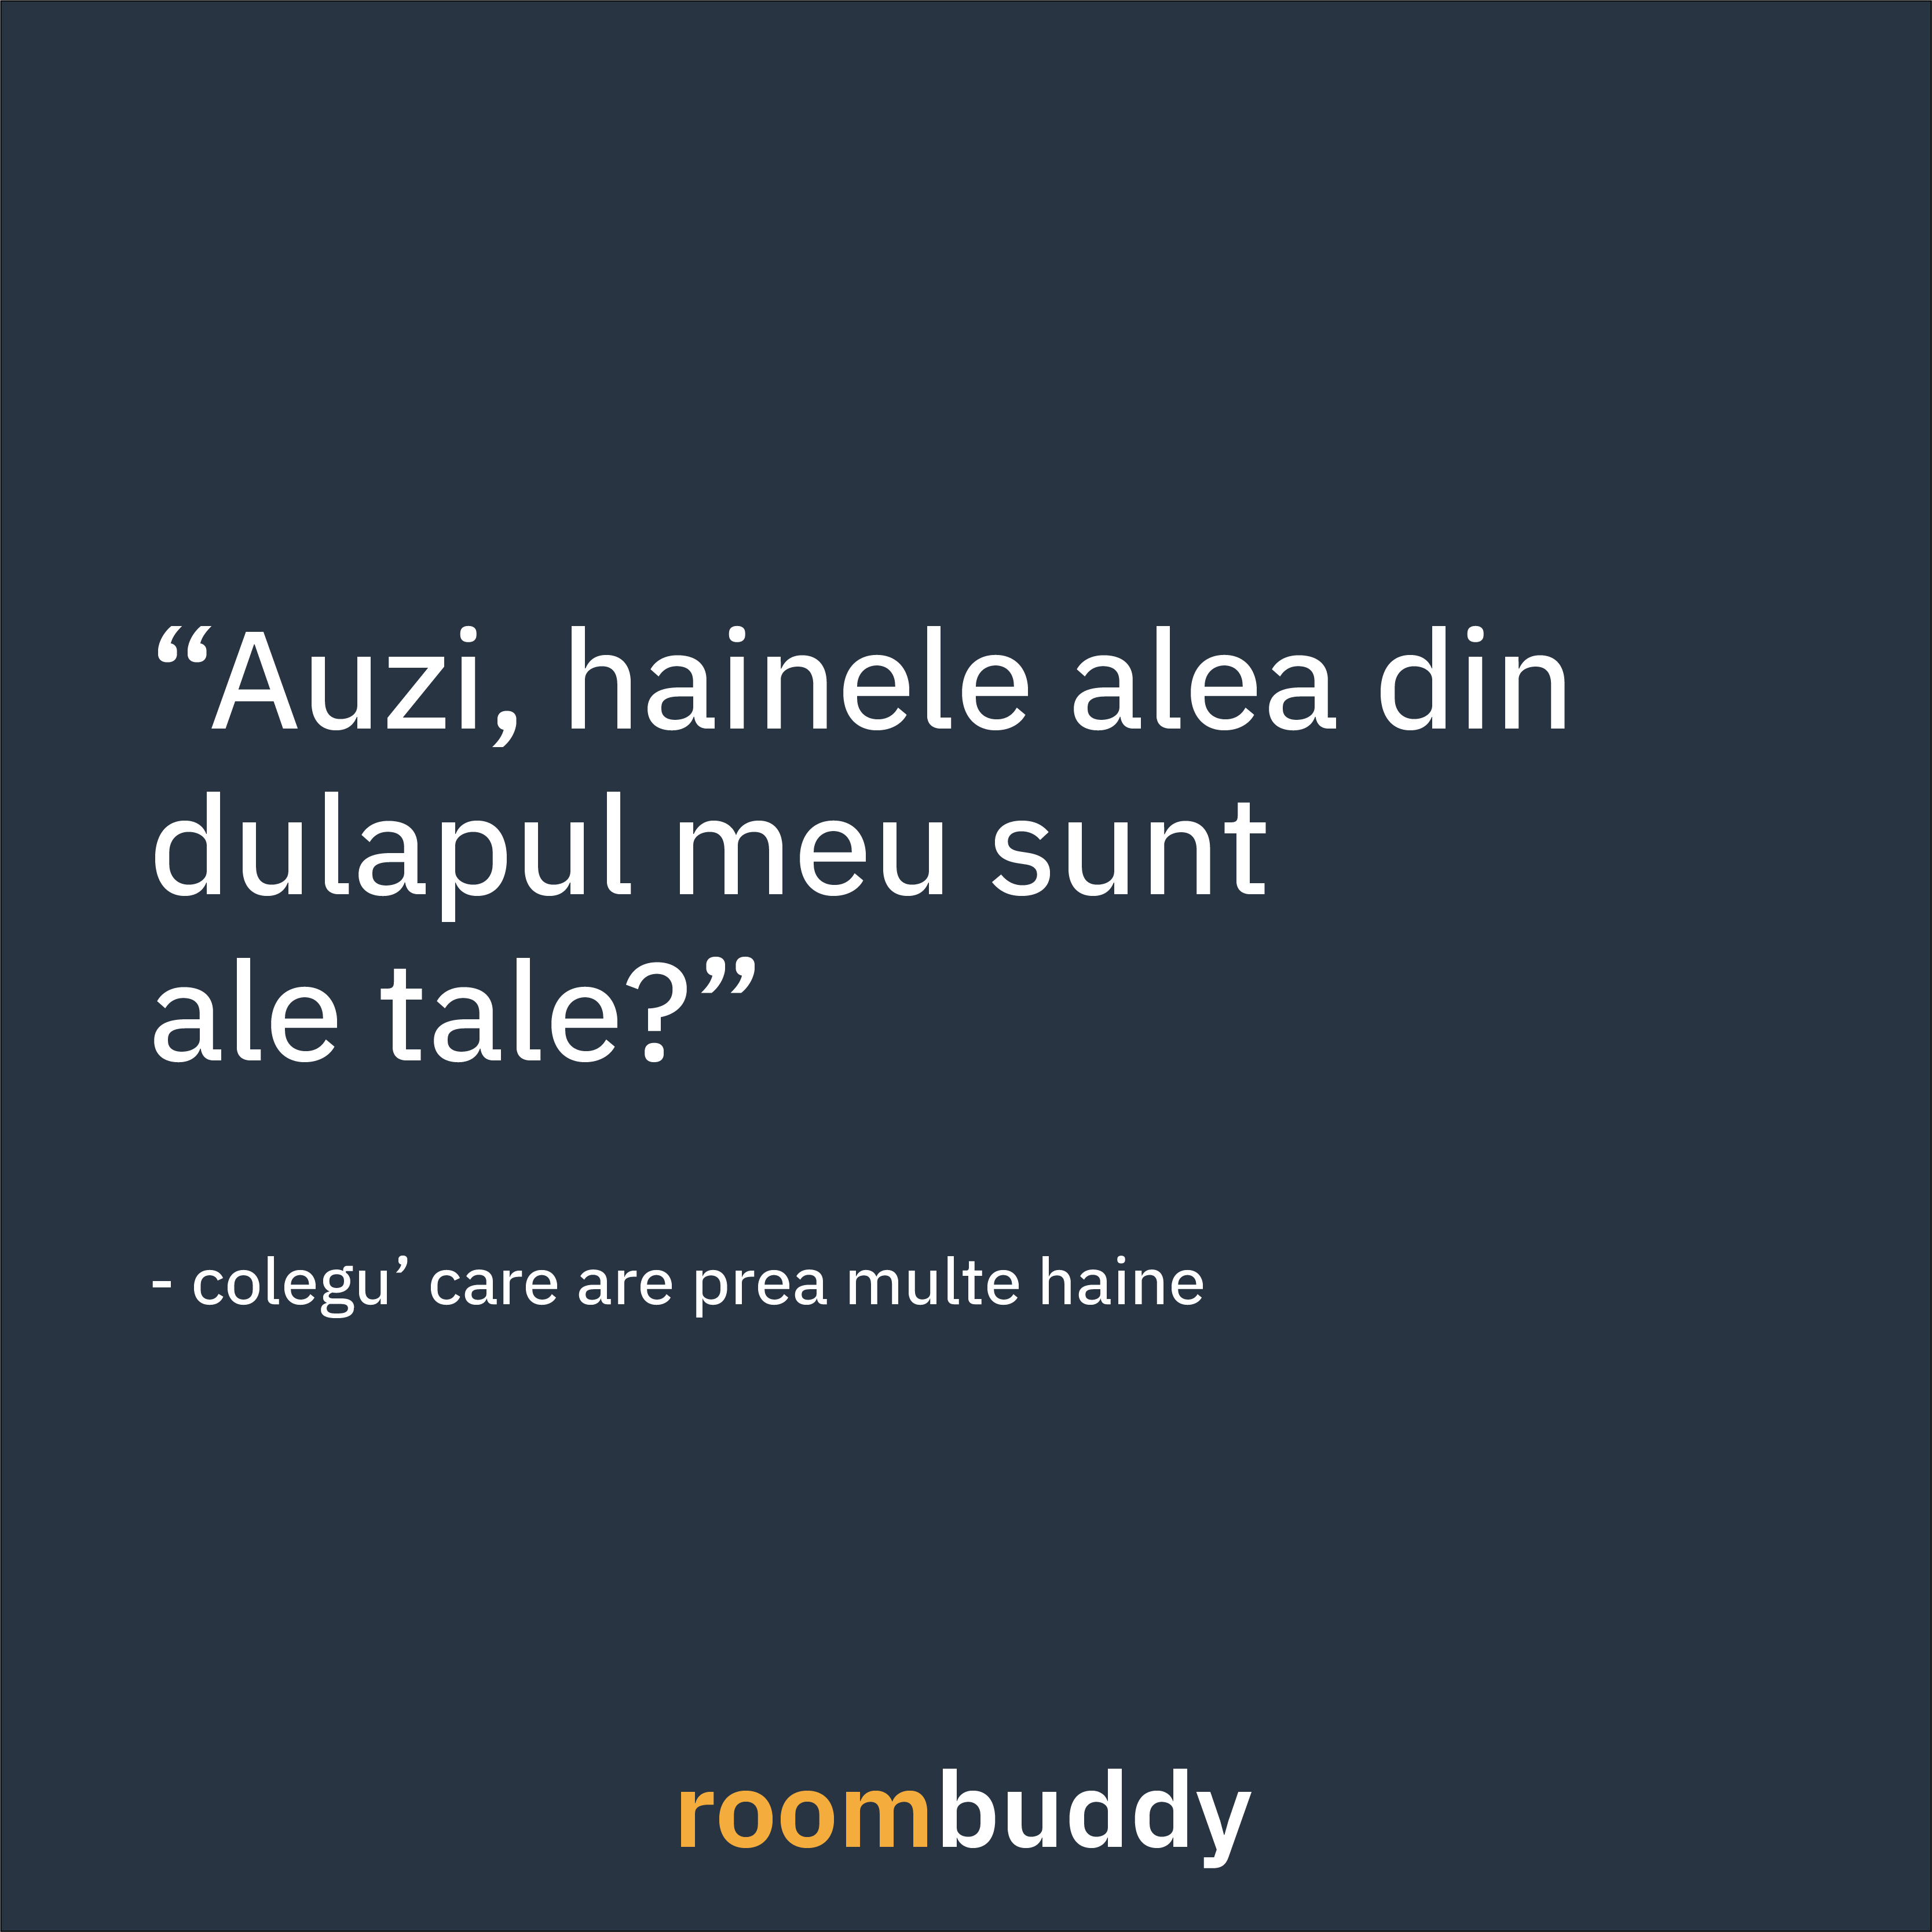 “Auzi, hainele alea din
dulapul meu sunt
ale tale?”
- colegu’ care are prea multe haine
roombuddy